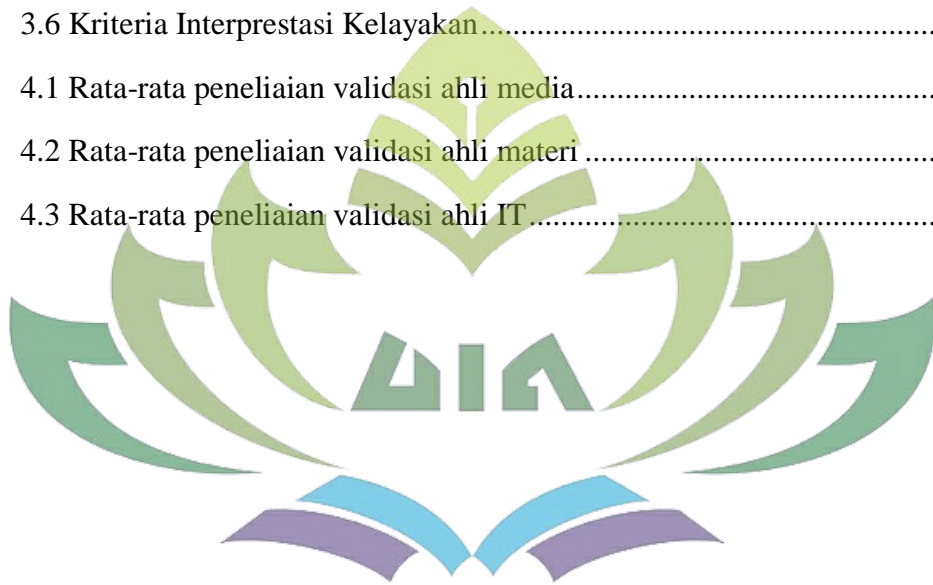 3.6 Kriteria Interprestasi Kelayakan................................................
4.1 Rata-rata peneliaian validasi ahli media................................................
4.2 Rata-rata peneliaian validasi ahli materi................................................
4.3 Rata-rata peneliaian validasi ahli IT................................................
UIN